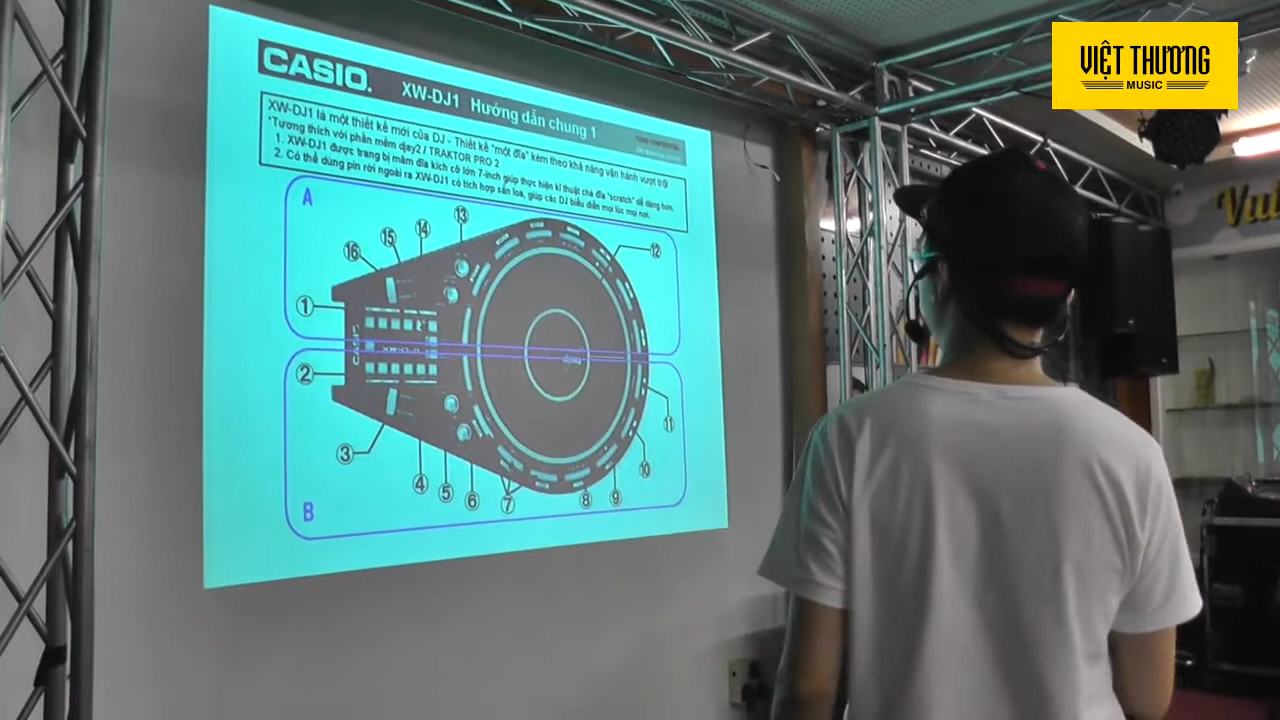 VIỆT THƯƠNG
MUSIC
CASIO.
XW-DJ1 Hướng dẫn chung 1
XW-DJ1 là một thiết kế mới của DJ - Thiết kế "một đĩa" kèm theo khả năng vận hành vượt trội
*Tương thích với phần mềm djay2 / TRAKTOR PRO 2
1. XW-DJ1 được trang bị mâm đĩa kích cỡ lớn 7-inch giúp thực hiện kĩ thuật chà đĩa "scratch" dễ dàng hơn.
2. Có thể dùng pin rời ngoài ra XW-DJ1 có tích hợp sẵn loa, giúp các DJ biểu diễn mọi lúc mọi nơi.
A
⑬
⑭
⑮
⑯
⑫
①
CASIO
XW-DJ1
djay
②
⑪
③
⑩
④
⑤
⑥
⑦
⑧
⑨
B
Vui